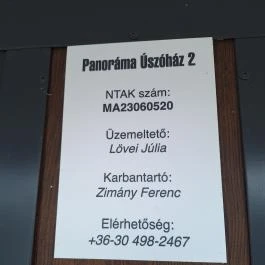 Panoráma Úszóház 2
NTAK szám:
MA23060520
Üzemeltető:
Lövei Júlia
Karbantartó:
Zimány Ferenc
Elérhetőség:
+36-30 498-2467